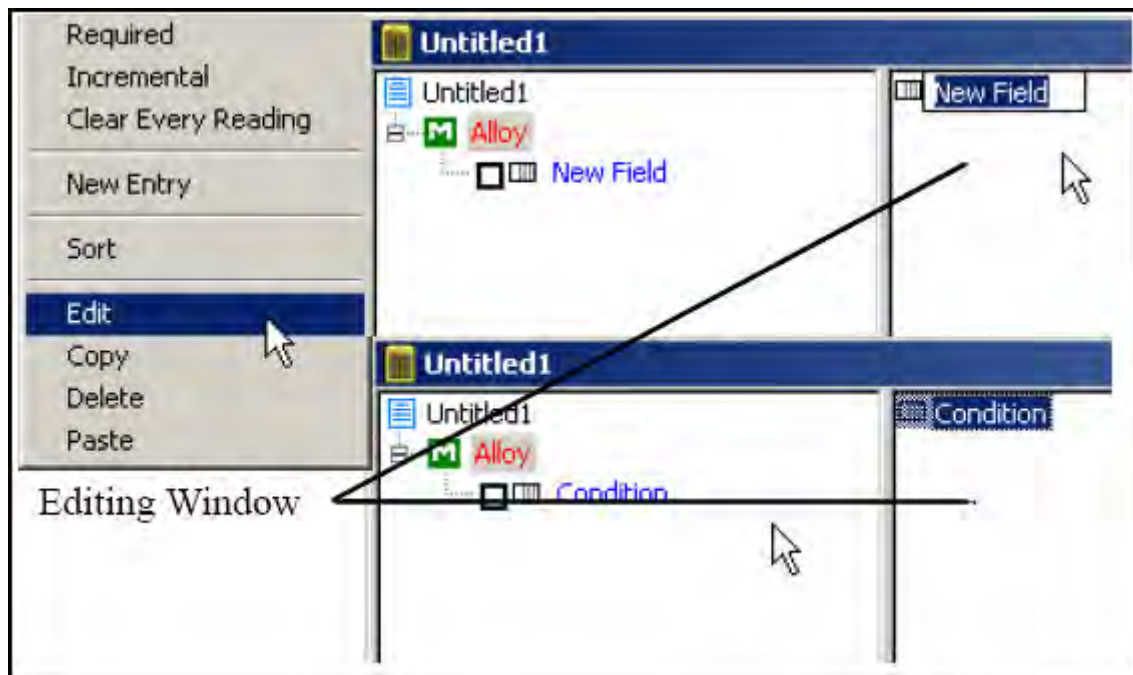 Required
Incremental
Clear Every Reading
New Entry
Sort
Edit
Copy
Delete
Paste
Untitled1
Untitled1
Alloy
New Field
New Field
Untitled1
Untitled1
Alloy
Condition
Condition
Editing Window